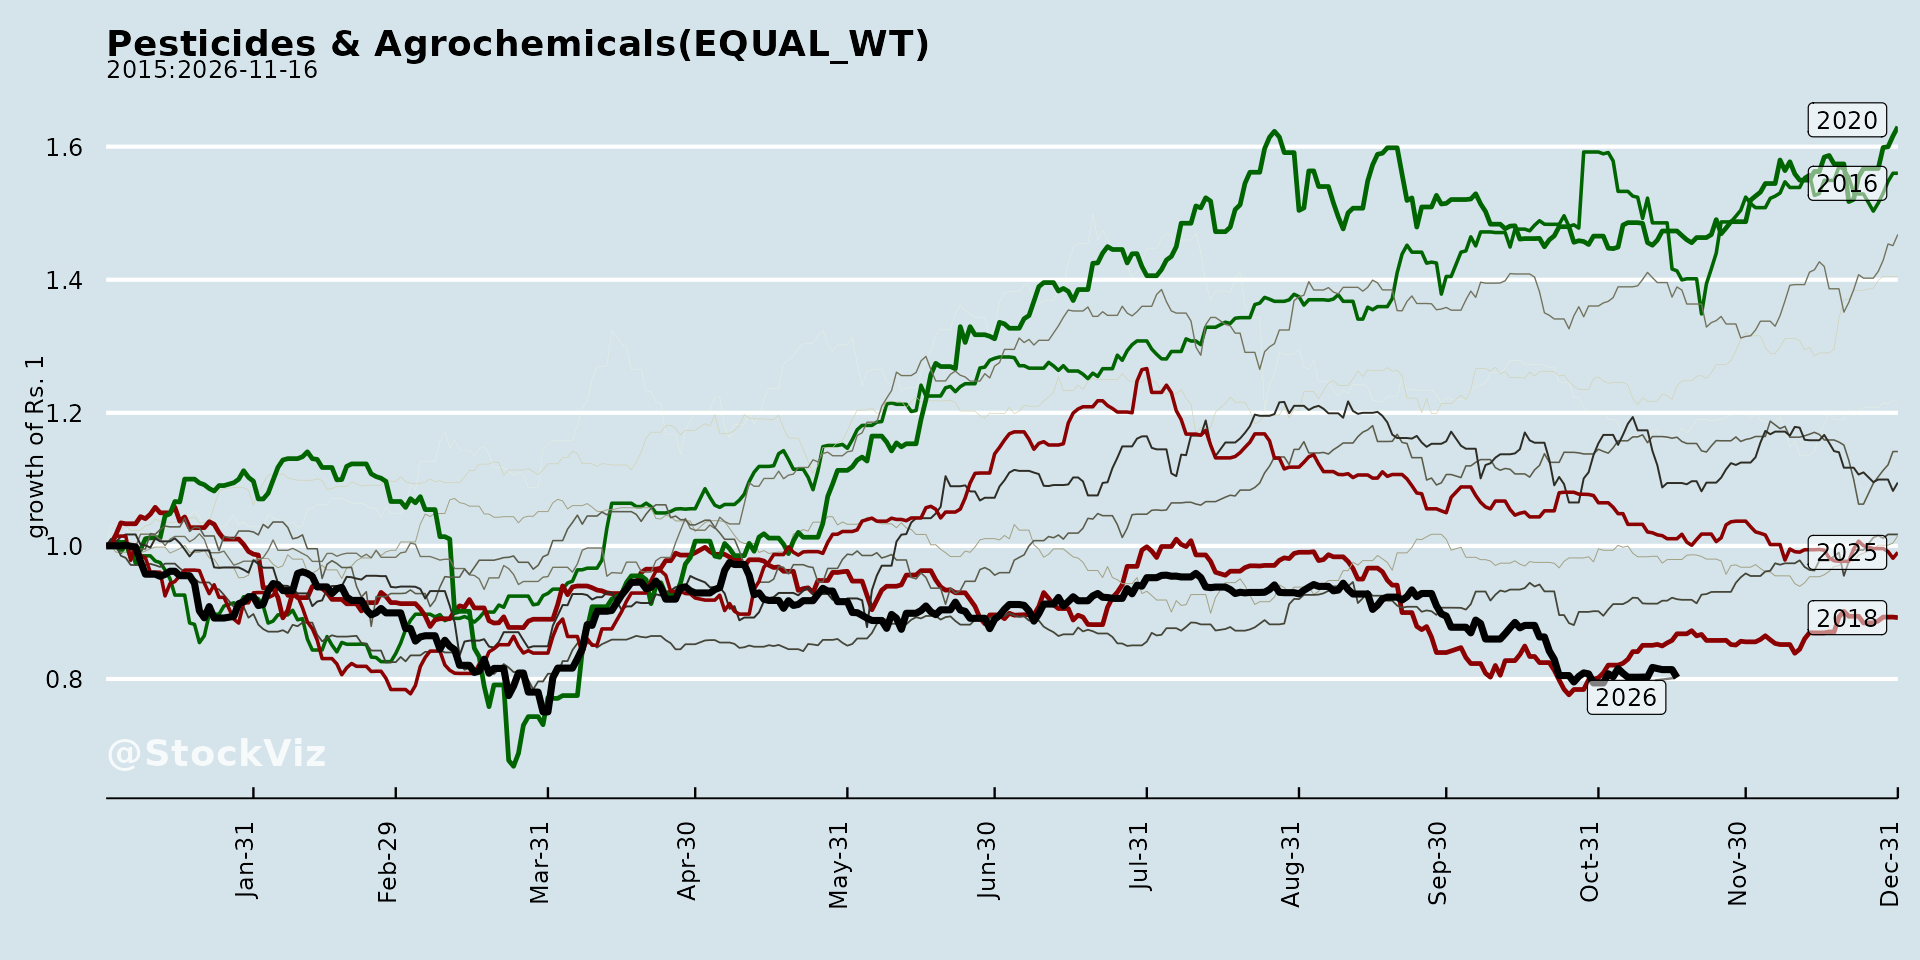 Pesticides & Agrochemicals(EQUAL_WT)
2015:2026-11-16
growth of Rs. 1
1.6
1.4
1.2
1.0
0.8
2020
2016
2025
2018
2026
@StockViz
Jan-31
Feb-29
Mar-31
Apr-30
May-31
Jun-30
Jul-31
Aug-31
Sep-30
Oct-31
Nov-30
Dec-31